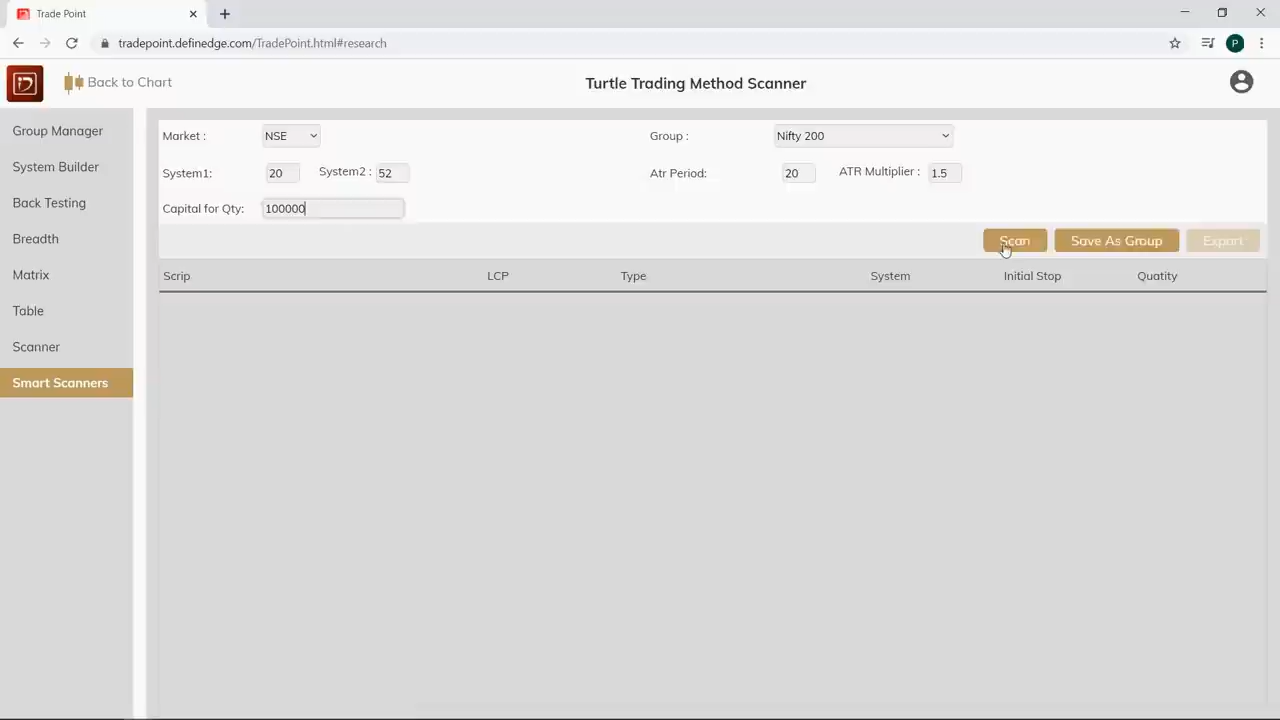 Trade Point
tradepoint.definedge.com/TradePoint.html#research
P
Back to Chart
Turtle Trading Method Scanner
Group Manager
System Builder
Back Testing
Breadth
Matrix
Table
Scanner
Smart Scanners
Market : NSE Group : Nifty 200
System1: 20 System2 : 52 Atr Period: 20 ATR Multiplier : 1.5
Capital for Qty: 100000
Scan Save As Group Export
Scrip LCP Type System Initial Stop Quatity